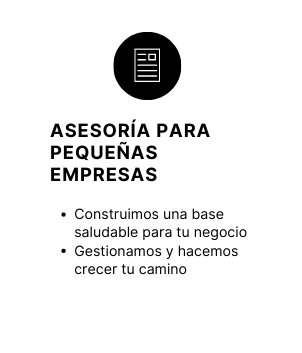 ASESORÍA PARA
PEQUEÑAS
EMPRESAS
• Construimos una base
saludable para tu negocio
• Gestionamos y hacemos
crecer tu camino